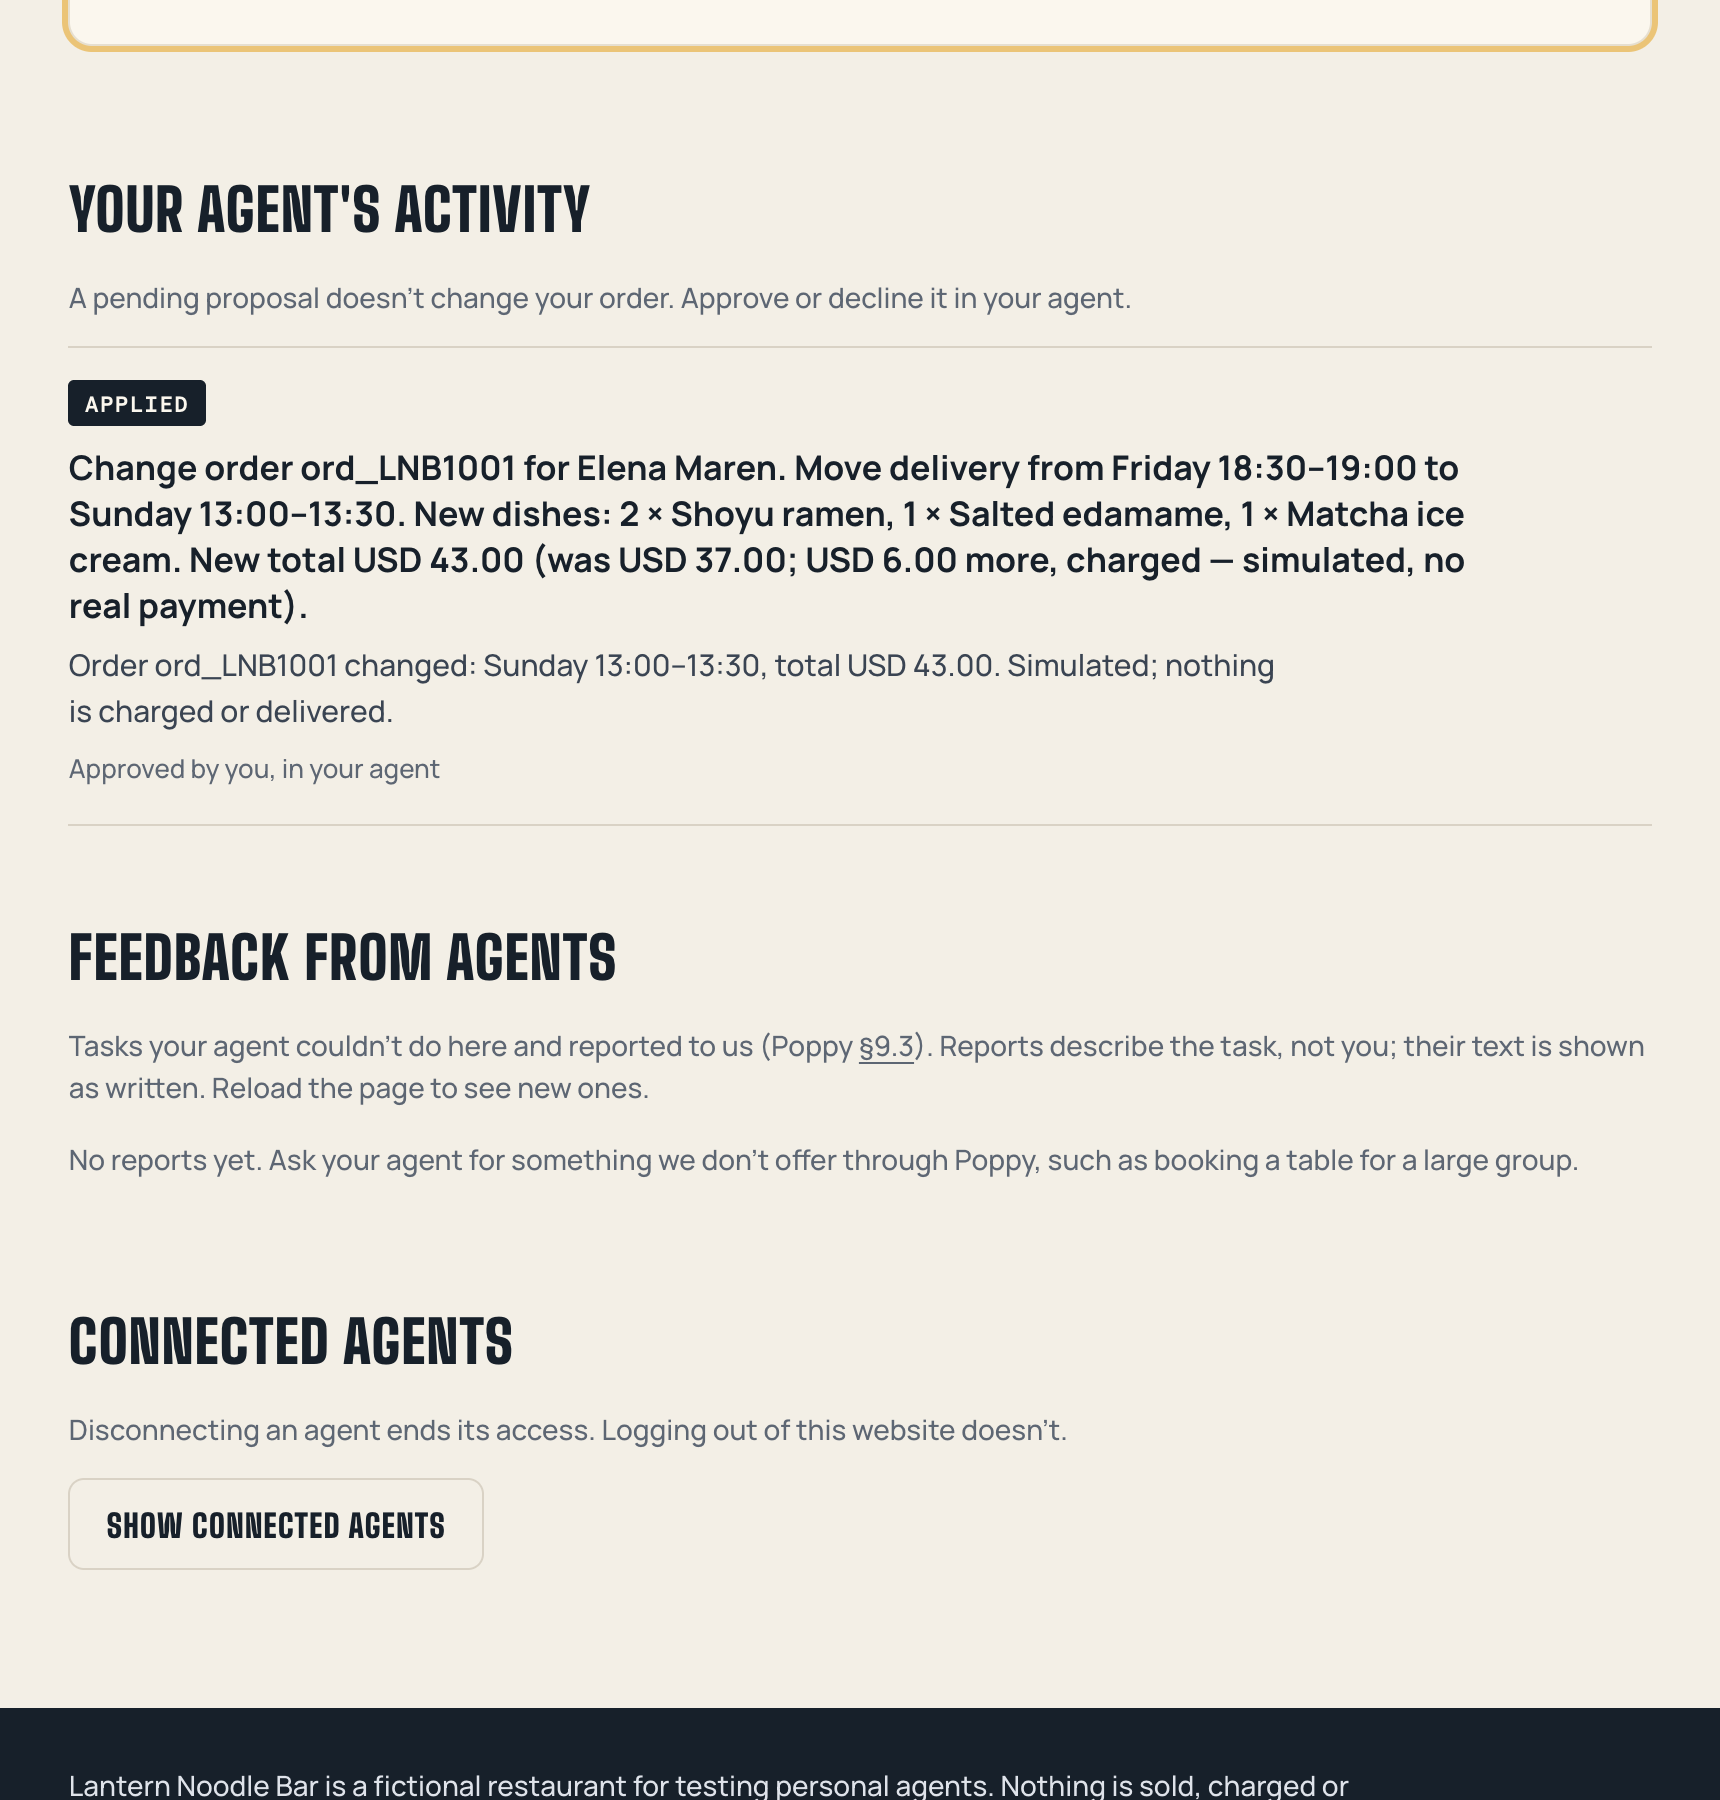 YOUR AGENT'S ACTIVITY
A pending proposal doesn’t change your order. Approve or decline it in your agent.
APPLIED
Change order ord_LNB1001 for Elena Maren. Move delivery from Friday 18:30–19:00 to
Sunday 13:00–13:30. New dishes: 2 × Shoyu ramen, 1 × Salted edamame, 1 × Matcha ice
cream. New total USD 43.00 (was USD 37.00; USD 6.00 more, charged — simulated, no
real payment).
Order ord_LNB1001 changed: Sunday 13:00–13:30, total USD 43.00. Simulated; nothing
is charged or delivered.
Approved by you, in your agent
FEEDBACK FROM AGENTS
Tasks your agent couldn’t do here and reported to us (Poppy §9.3). Reports describe the task, not you; their text is shown
as written. Reload the page to see new ones.
No reports yet. Ask your agent for something we don’t offer through Poppy, such as booking a table for a large group.
CONNECTED AGENTS
Disconnecting an agent ends its access. Logging out of this website doesn’t.
SHOW CONNECTED AGENTS
Lantern Noodle Bar is a fictional restaurant for testing personal agents. Nothing is sold, charged or